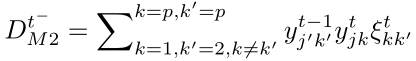 $D_{M2}^{t^-} = \sum_{k=1,k'=2,k\neq k'}^{k=p,k'=p} y_{j'k'}^{t-1} y_{jk}^{t} \xi_{kk'}^{t}$